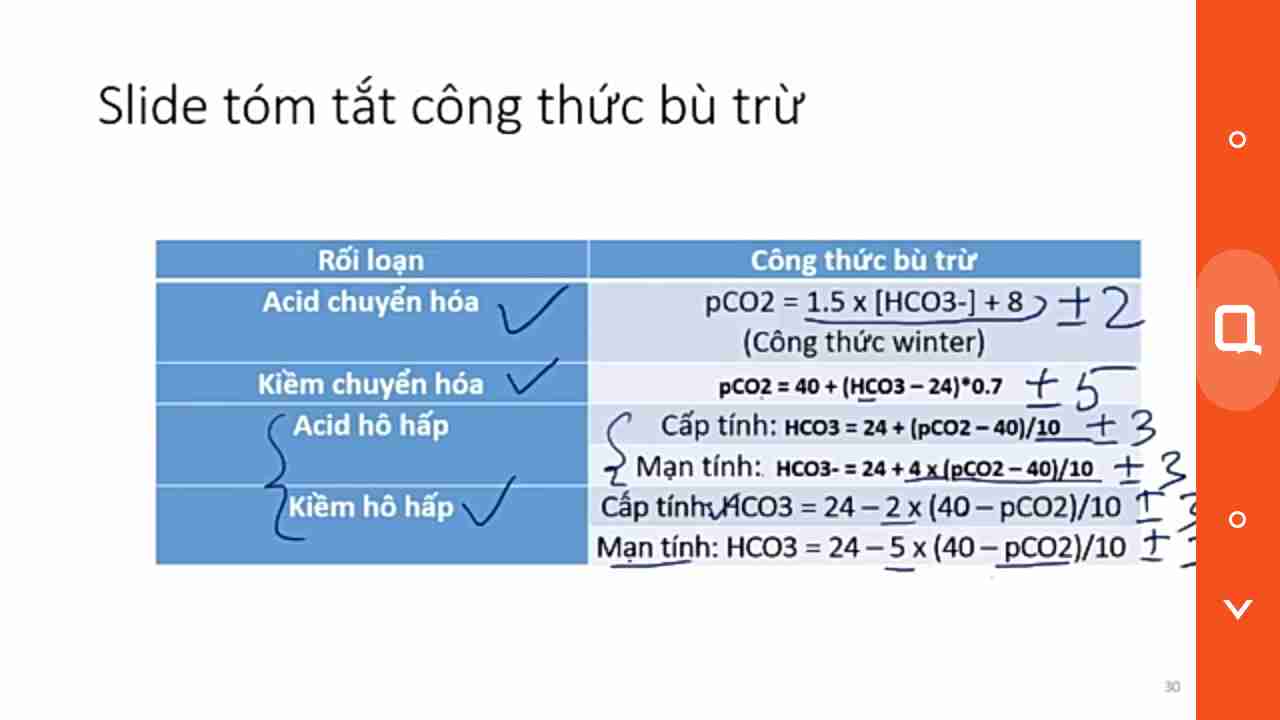 Slide tóm tắt công thức bù trừ
Rối loạn
Công thức bù trừ
Acid chuyển hóa
pCO2 = 1.5 x [HCO3-] + 8 ± 2
(Công thức winter)
Kiềm chuyển hóa
pCO2 = 40 + (HCO3 – 24)*0.7 ± 5
Acid hô hấp
Cấp tính: HCO3 = 24 + (pCO2 – 40)/10 ± 3
Mạn tính: HCO3- = 24 + 4 x (pCO2 – 40)/10 ± 3
Kiềm hô hấp
Cấp tính: HCO3 = 24 – 2 x (40 – pCO2)/10 ±
Mạn tính: HCO3 = 24 – 5 x (40 – pCO2)/10 ±
30